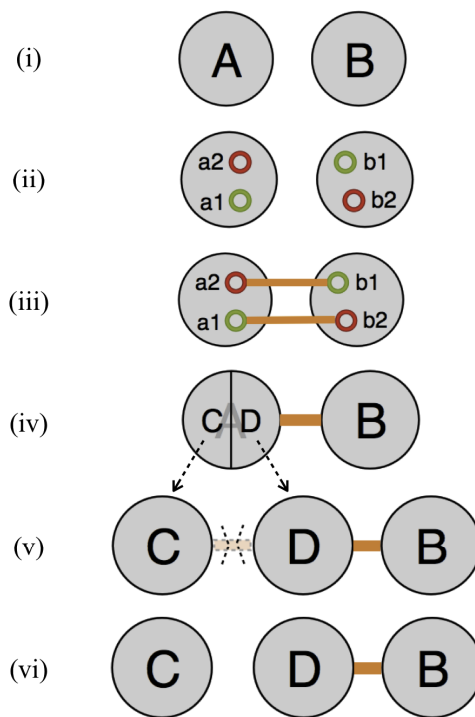 (i) A B
(ii) a2 b1
a1 b2
(iii) a2 b1
a1 b2
(iv) C A D B
(v) C D B
(vi) C D B